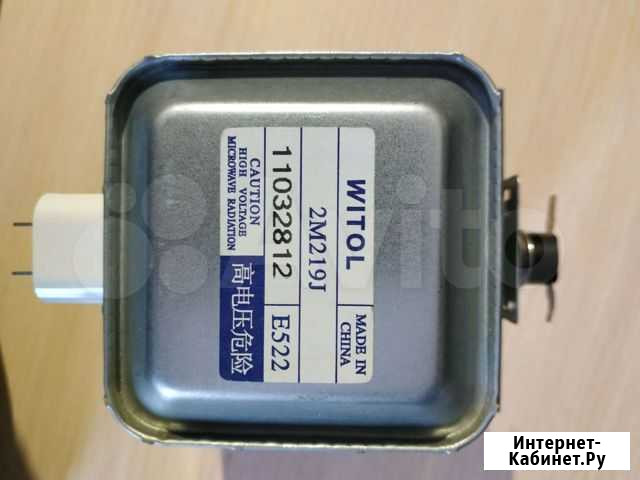 WITOL
MADE IN
CHINA
2M219J
11032812
E522
CAUTION
HIGH VOLTAGE
MICROWAVE RADIATION
高电压危险
Avito
Интернет-
Кабинет.Ру